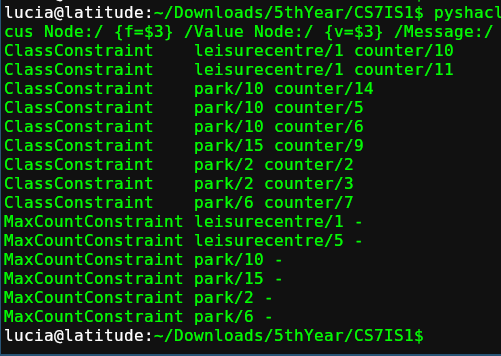 lucia@latitude:~/Downloads/5thYear/CS7IS1$ pyshacl
cus Node:/ {f=$3} /Value Node:/ {v=$3} /Message:/
ClassConstraint    leisurecentre/1 counter/10
ClassConstraint    leisurecentre/1 counter/11
ClassConstraint    park/10 counter/14
ClassConstraint    park/10 counter/5
ClassConstraint    park/10 counter/6
ClassConstraint    park/15 counter/9
ClassConstraint    park/2 counter/2
ClassConstraint    park/2 counter/3
ClassConstraint    park/6 counter/7
MaxCountConstraint leisurecentre/1 -
MaxCountConstraint leisurecentre/5 -
MaxCountConstraint park/10 -
MaxCountConstraint park/15 -
MaxCountConstraint park/2 -
MaxCountConstraint park/6 -
lucia@latitude:~/Downloads/5thYear/CS7IS1$